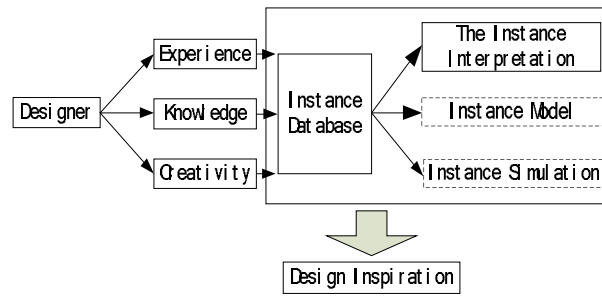 Designer
Experience
Knowledge
Creativity
Instance
Database
The Instance
Interpretation
Instance Model
Instance Simulation
Design Inspiration